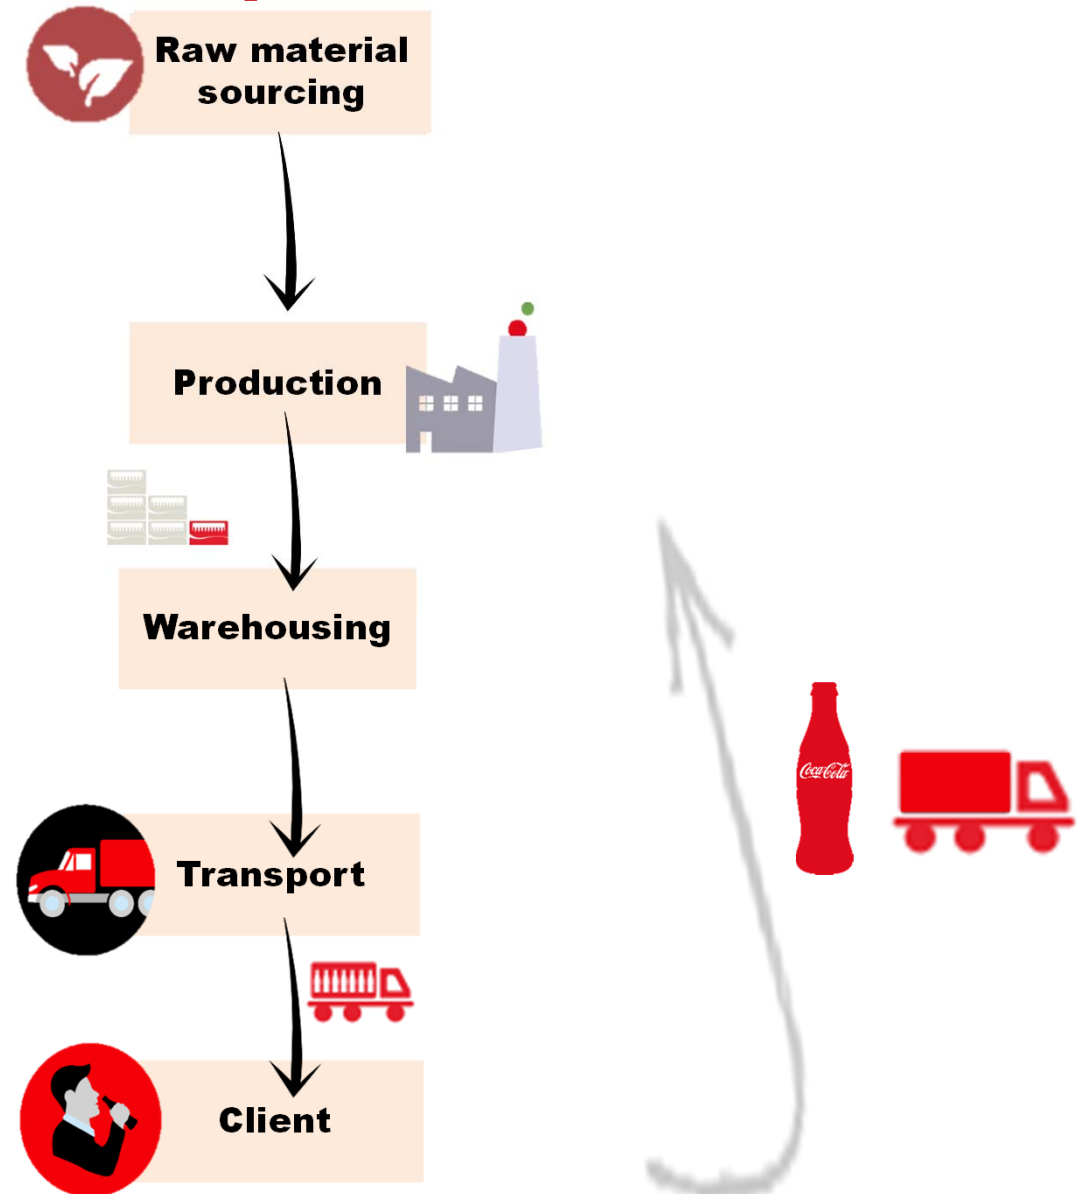 Raw material
sourcing
Production
Warehousing
Transport
Coca-Cola
Client